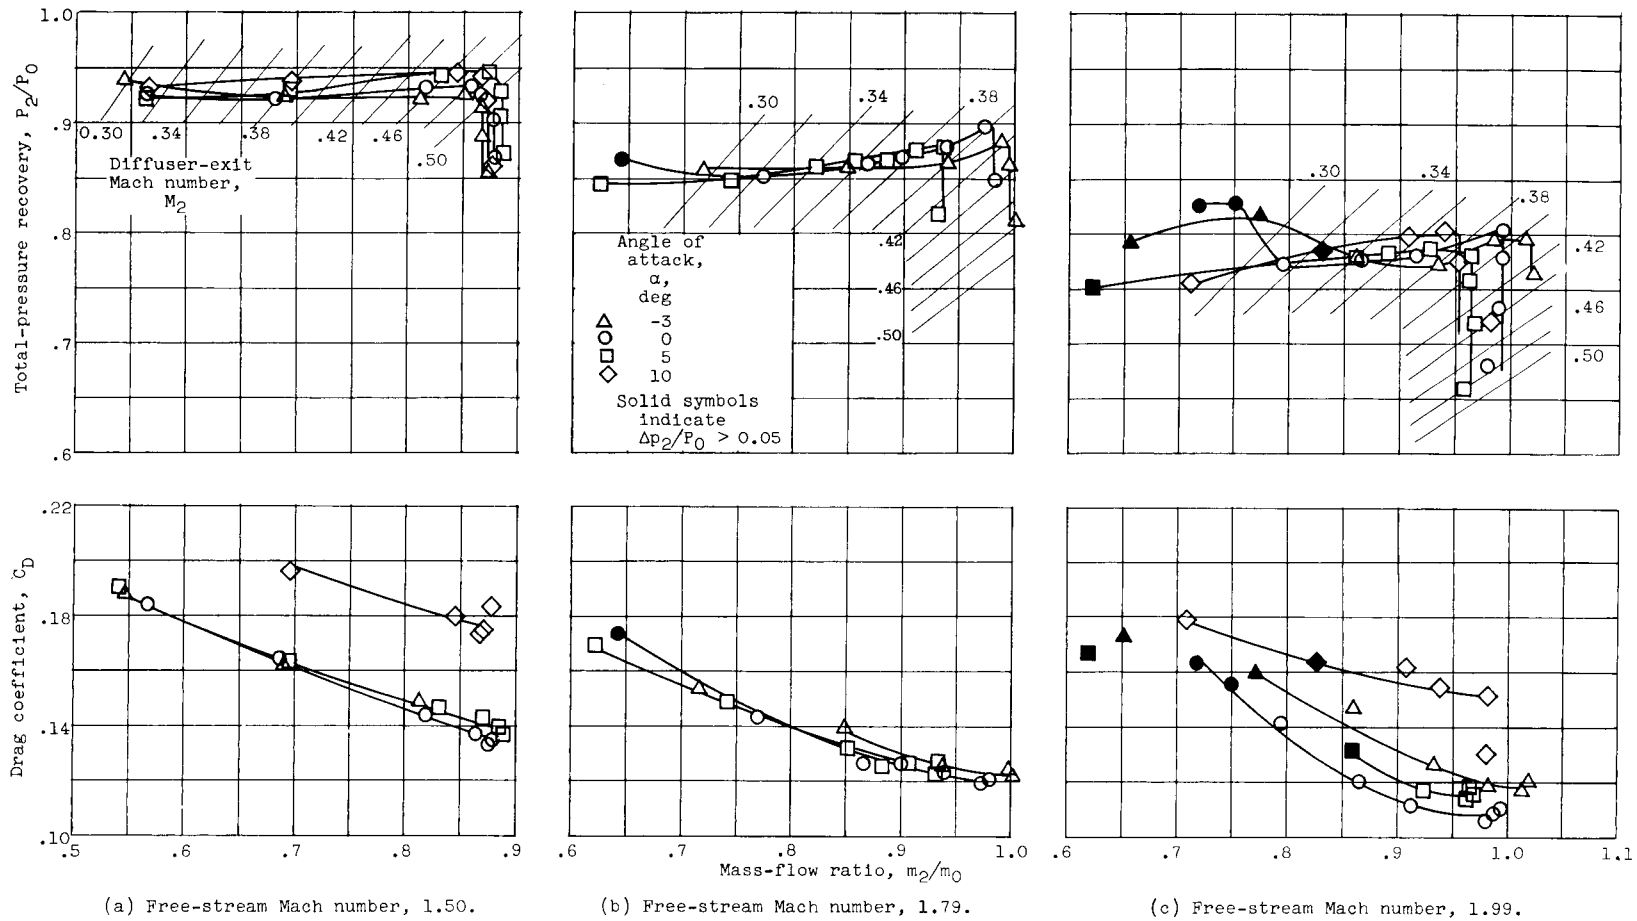 1.0
.9
.8
.7
.6
Total-pressure recovery, P2/P0
0.30 .34 .38 .42 .46 .50
Diffuser-exit
Mach number,
M2
.30 .34 .38
.42
.46
.50
Angle of
attack,
α,
deg
-3
0
5
10
Solid symbols
indicate
Δp2/P0 > 0.05
.30 .34 .38
.42
.46
.50
.22
.20
.18
.16
.14
.12
.10
Drag coefficient, CD
.5 .6 .7 .8 .9
.6 .7 .8 .9 1.0
.6 .7 .8 .9 1.0 1.1
Mass-flow ratio, m2/m0
(a) Free-stream Mach number, 1.50.
(b) Free-stream Mach number, 1.79.
(c) Free-stream Mach number, 1.99.